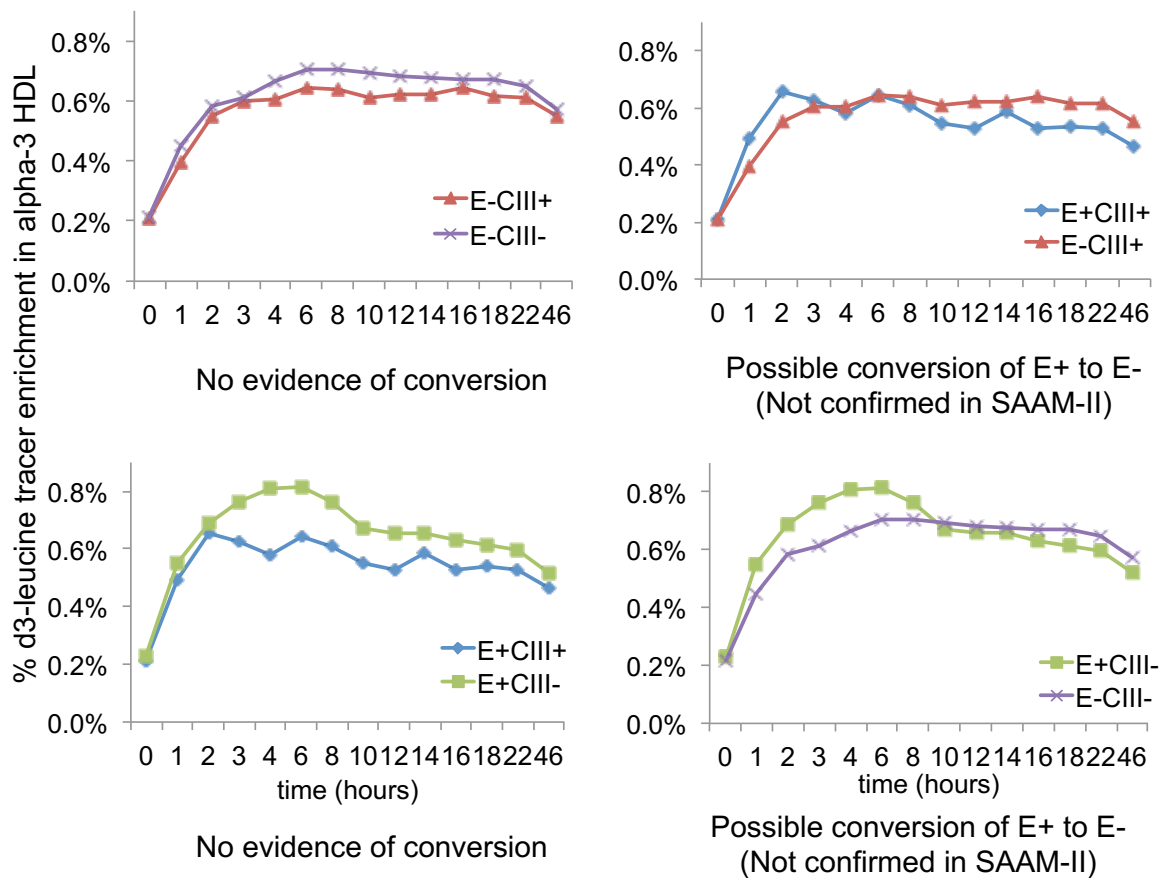 % d3-leucine tracer enrichment in alpha-3 HDL
0.8%
0.6%
0.4%
0.2%
0.0%
E-CIII+
E-CIII-
0 1 2 3 4 6 8 10 12 14 16 18 22 46
No evidence of conversion
0.8%
0.6%
0.4%
0.2%
0.0%
E+CIII+
E-CIII+
0 1 2 3 4 6 8 10 12 14 16 18 22 46
Possible conversion of E+ to E-
(Not confirmed in SAAM-II)
0.8%
0.6%
0.4%
0.2%
0.0%
E+CIII+
E+CIII-
0 1 2 3 4 6 8 10 12 14 16 18 22 46
time (hours)
No evidence of conversion
0.8%
0.6%
0.4%
0.2%
0.0%
E+CIII-
E-CIII-
0 1 2 3 4 6 8 10 12 14 16 18 22 46
time (hours)
Possible conversion of E+ to E-
(Not confirmed in SAAM-II)